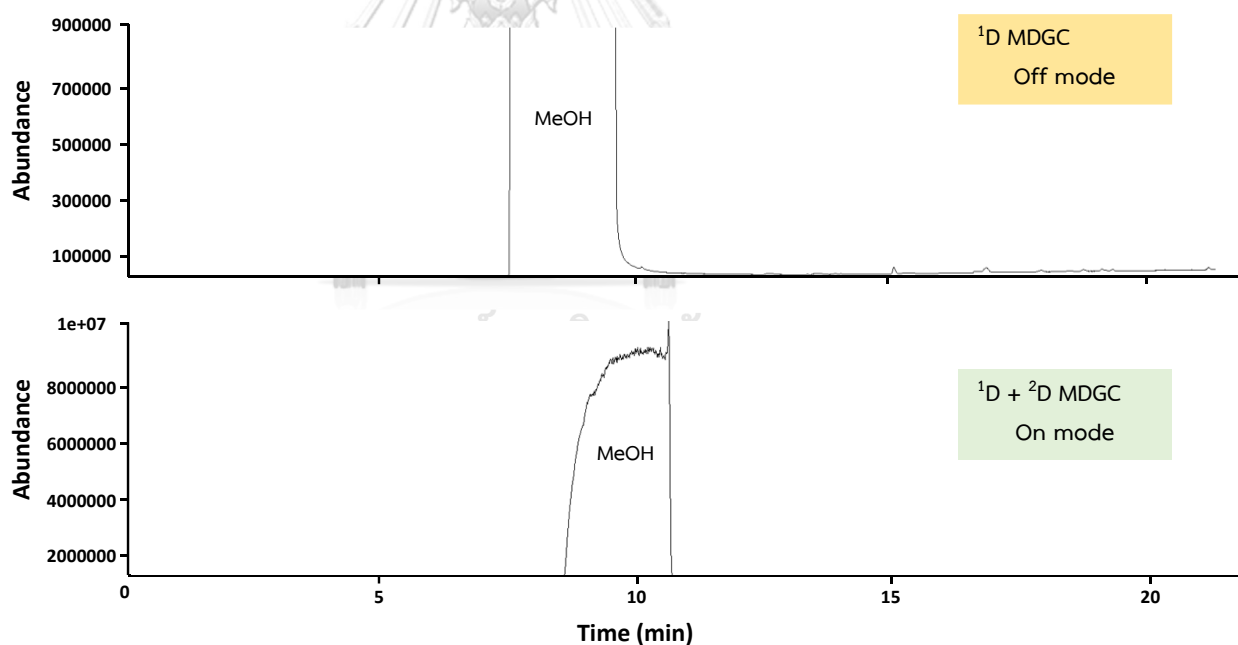 900000
¹D MDGC
Off mode
700000
MeOH
500000
300000
100000
Abundance
1e+07
8000000
¹D + ²D MDGC
On mode
6000000
MeOH
4000000
2000000
Abundance
0
5
10
15
20
Time (min)